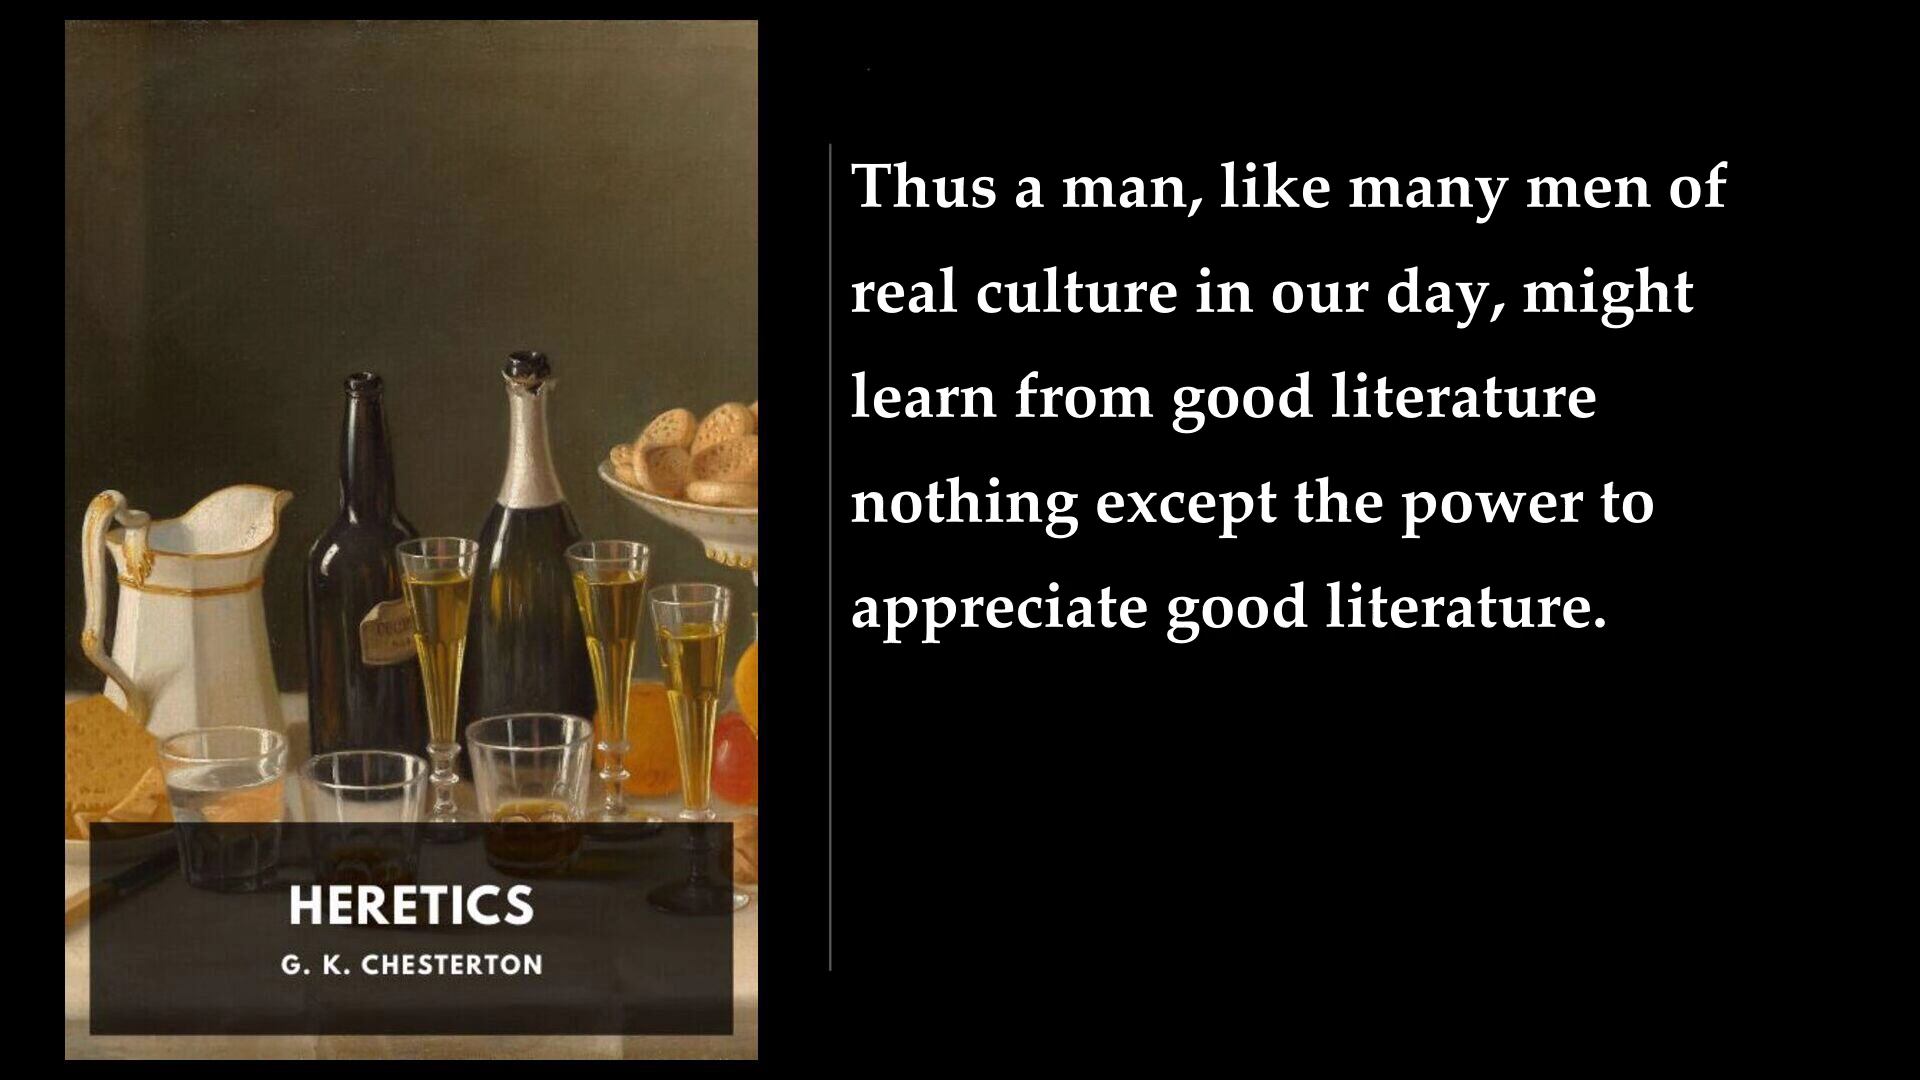 Thus a man, like many men of
real culture in our day, might
learn from good literature
nothing except the power to
appreciate good literature.
HERETICS
G. K. CHESTERTON